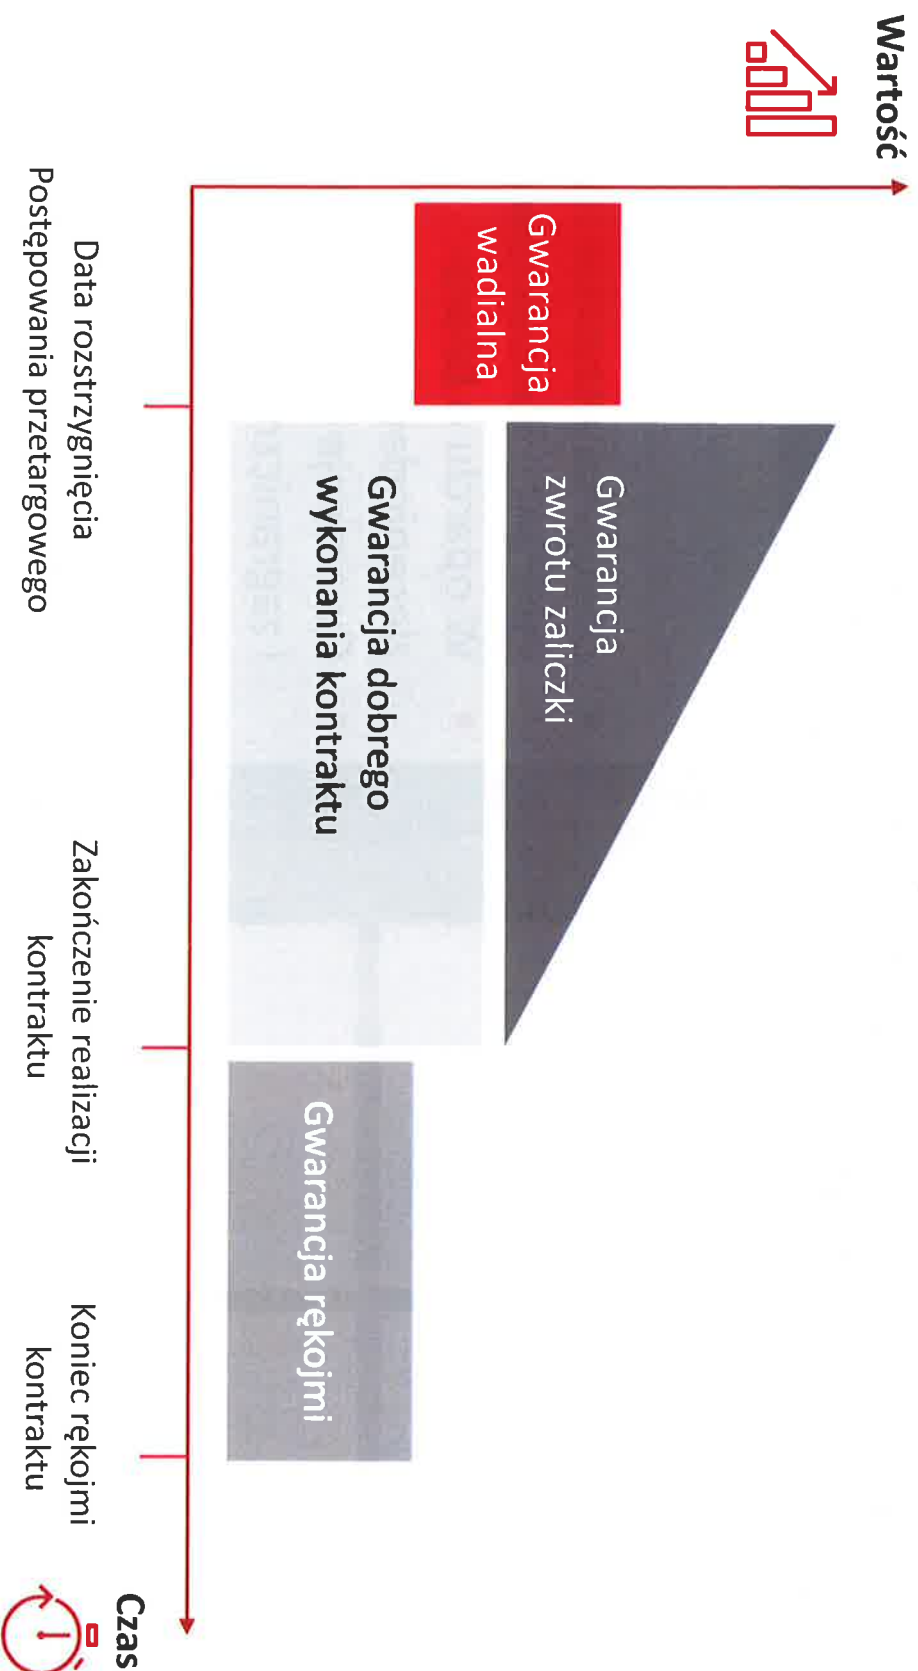 Wartość
Gwarancja
wadialna
Gwarancja
zwrotu zaliczki
Gwarancja dobrego
wykonania kontraktu
Gwarancja rękojmi
Data rozstrzygnięcia
Postępowania przetargowego
Zakończenie realizacji
kontraktu
Koniec rękojmi
kontraktu
Czas